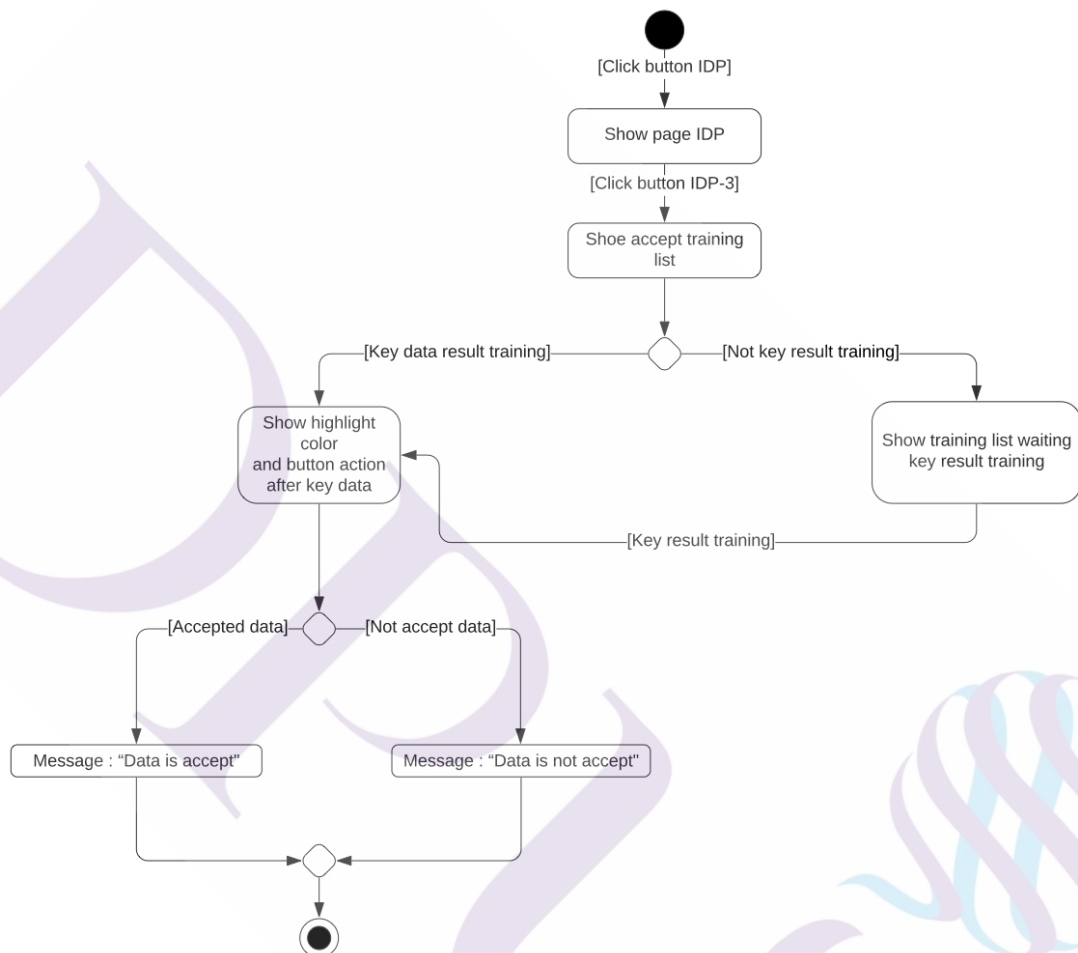 [Click button IDP]
Show page IDP
[Click button IDP-3]
Shoe accept training
list
[Key data result training]
[Not key result training]
Show highlight
color
and button action
after key data
Show training list waiting
key result training
[Key result training]
[Accepted data]
[Not accept data]
Message : “Data is accept"
Message : “Data is not accept"